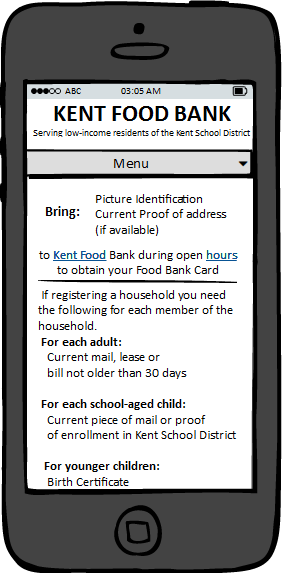 ABC 03:05 AM
KENT FOOD BANK
Serving low-income residents of the Kent School District
Menu
Bring: Picture Identification
Current Proof of address
(if available)
to Kent Food Bank during open hours
to obtain your Food Bank Card
If registering a household you need
the following for each member of the
household.
For each adult:
Current mail, lease or
bill not older than 30 days
For each school-aged child:
Current piece of mail or proof
of enrollment in Kent School District
For younger children:
Birth Certificate